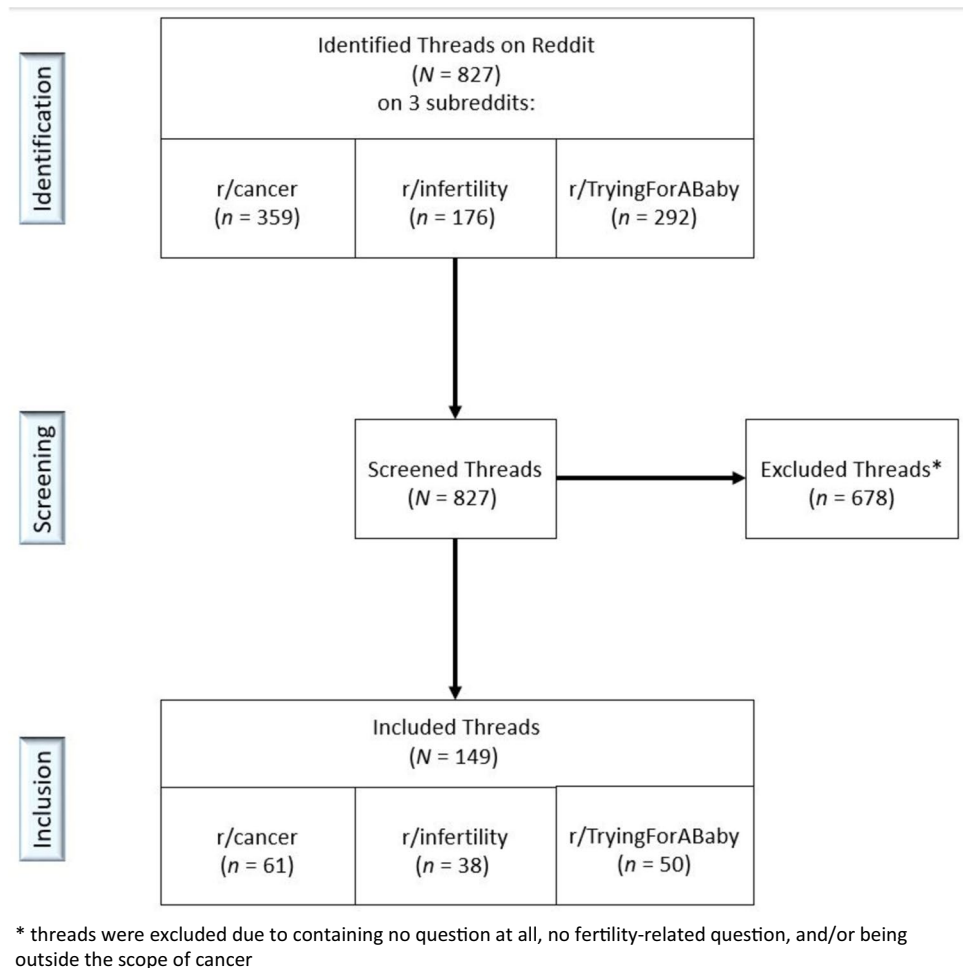 Identification
Identified Threads on Reddit
(N = 827)
on 3 subreddits:
r/cancer
(n = 359)
r/infertility
(n = 176)
r/TryingForABaby
(n = 292)
Screening
Screened Threads
(N = 827)
Excluded Threads*
(n = 678)
Inclusion
Included Threads
(N = 149)
r/cancer
(n = 61)
r/infertility
(n = 38)
r/TryingForABaby
(n = 50)
* threads were excluded due to containing no question at all, no fertility-related question, and/or being
outside the scope of cancer